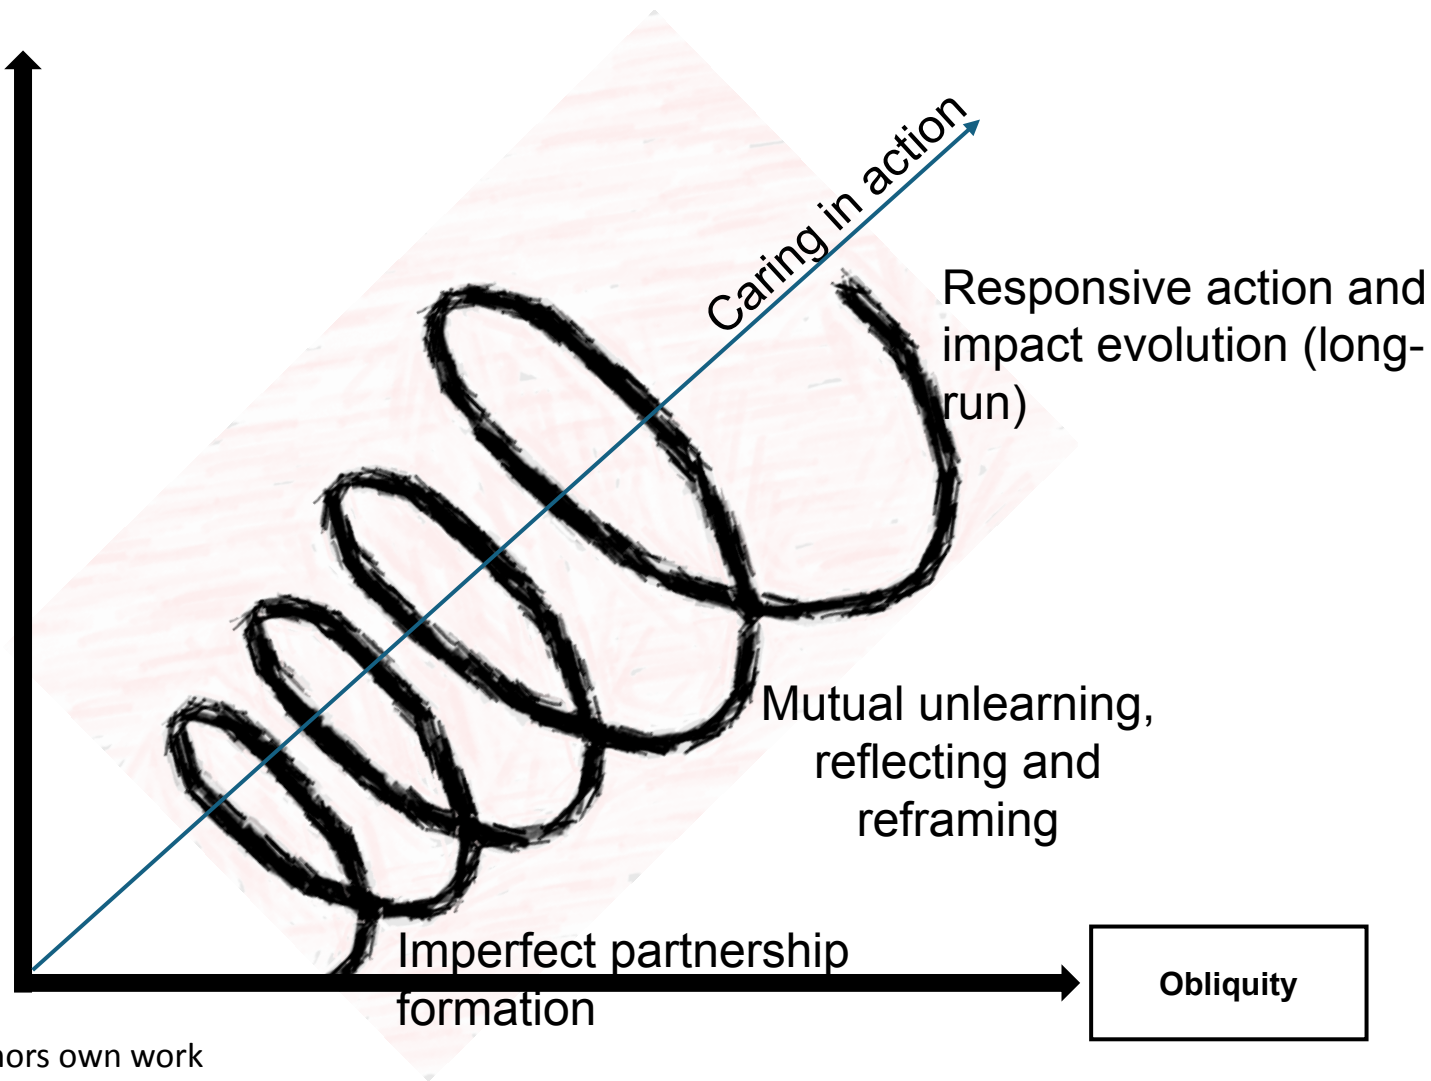 Caring in action
Responsive action and
impact evolution (long-
run)
Mutual unlearning,
reflecting and
reframing
Imperfect partnership
formation
Obliquity
own work